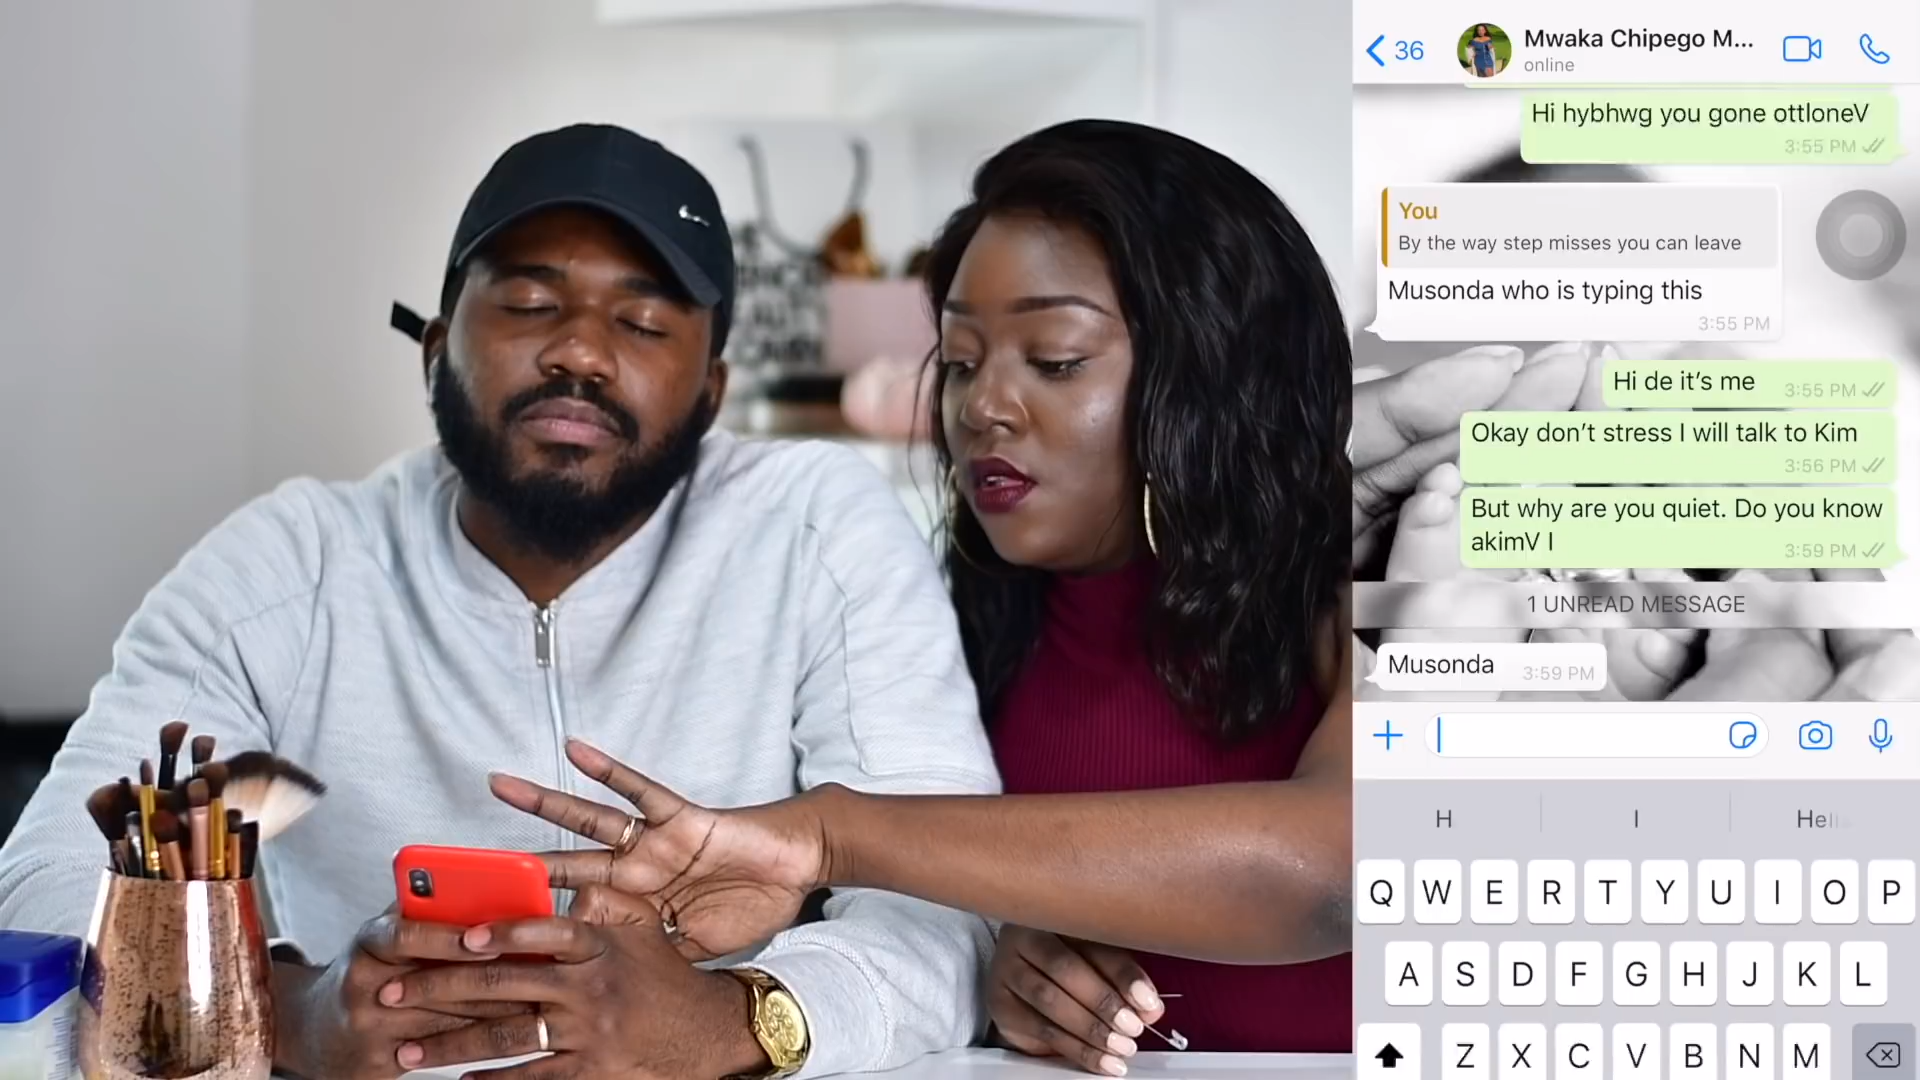 36
Mwaka Chipego M...
online
Hi hybhwg you gone ottloneV
3:55 PM
You
By the way step misses you can leave
Musonda who is typing this
3:55 PM
Hi de it’s me 3:55 PM
Okay don’t stress I will talk to Kim
3:56 PM
But why are you quiet. Do you know
akimV I 3:59 PM
1 UNREAD MESSAGE
Musonda 3:59 PM
H I Hello
Q W E R T Y U I O P
A S D F G H J K L
Z X C V B N M